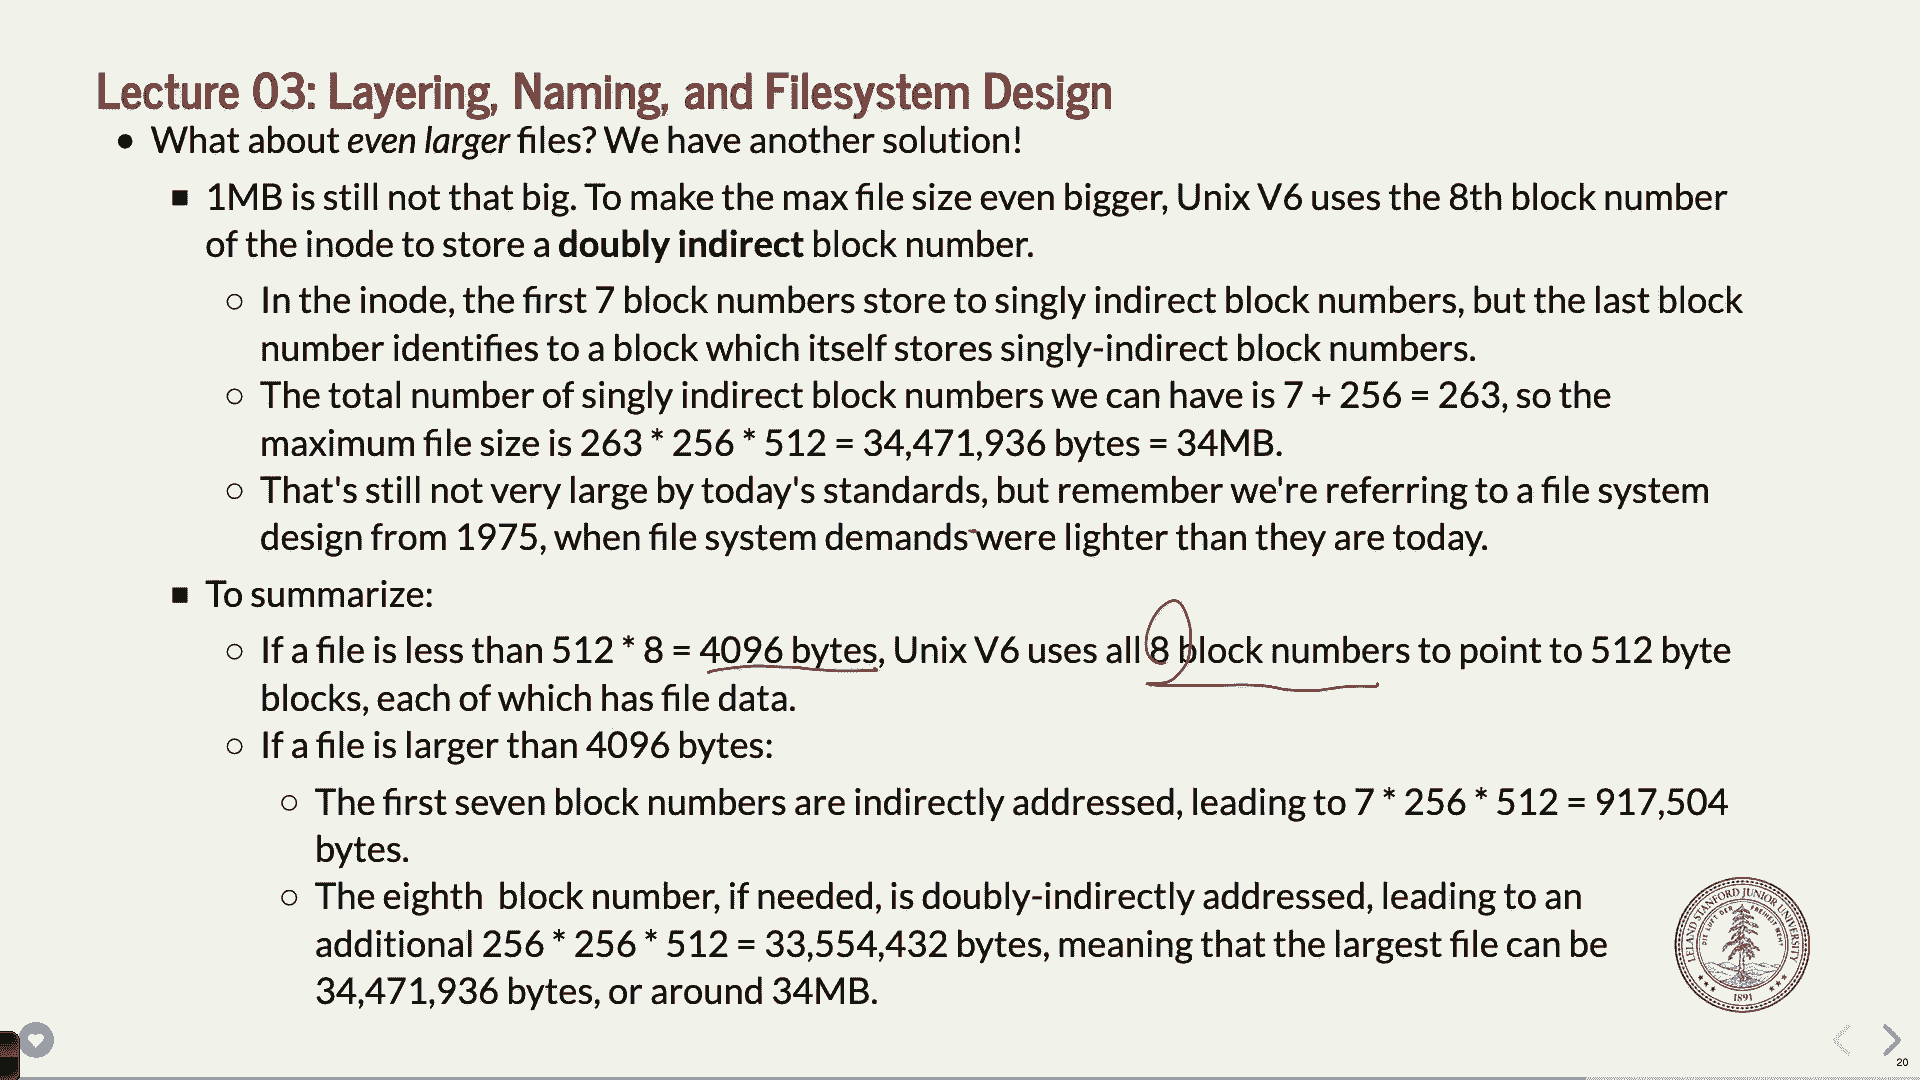 Lecture 03: Layering, Naming, and Filesystem Design
• What about even larger files? We have another solution!
■ 1MB is still not that big. To make the max file size even bigger, Unix V6 uses the 8th block number
of the inode to store a doubly indirect block number.
○ In the inode, the first 7 block numbers store to singly indirect block numbers, but the last block
number identifies to a block which itself stores singly-indirect block numbers.
○ The total number of singly indirect block numbers we can have is 7 + 256 = 263, so the
maximum file size is 263 * 256 * 512 = 34,471,936 bytes = 34MB.
○ That's still not very large by today's standards, but remember we're referring to a file system
design from 1975, when file system demands were lighter than they are today.
■ To summarize:
○ If a file is less than 512 * 8 = 4096 bytes, Unix V6 uses all 8 block numbers to point to 512 byte
blocks, each of which has file data.
○ If a file is larger than 4096 bytes:
○ The first seven block numbers are indirectly addressed, leading to 7 * 256 * 512 = 917,504
bytes.
○ The eighth block number, if needed, is doubly-indirectly addressed, leading to an
additional 256 * 256 * 512 = 33,554,432 bytes, meaning that the largest file can be
34,471,936 bytes, or around 34MB.
LELAND STANFORD JUNIOR UNIVERSITY
DIE LUFT DER FREIHEIT WEHT
1891
20